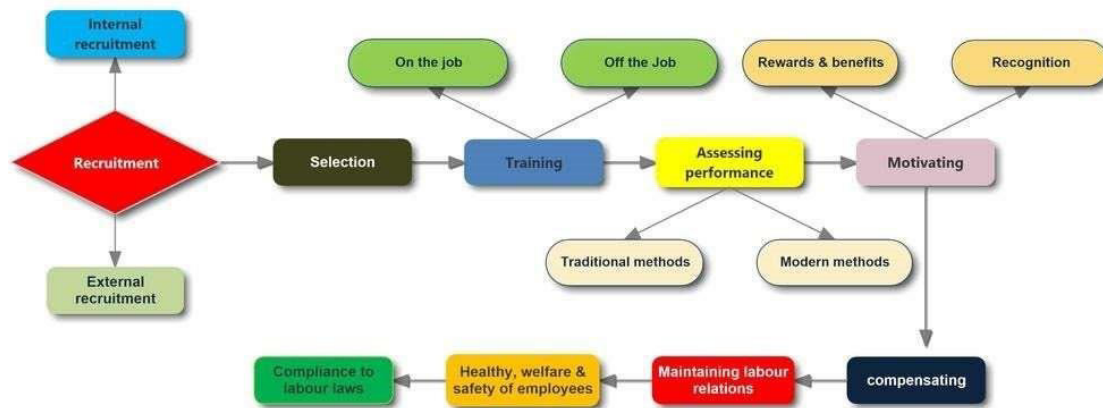 Internal
recruitment
On the job
Off the Job
Rewards & benefits
Recognition
Recruitment
Selection
Training
Assessing
performance
Motivating
Traditional methods
Modern methods
External
recruitment
Compliance to
labour laws
Healthy, welfare &
safety of employees
Maintaining labour
relations
compensating